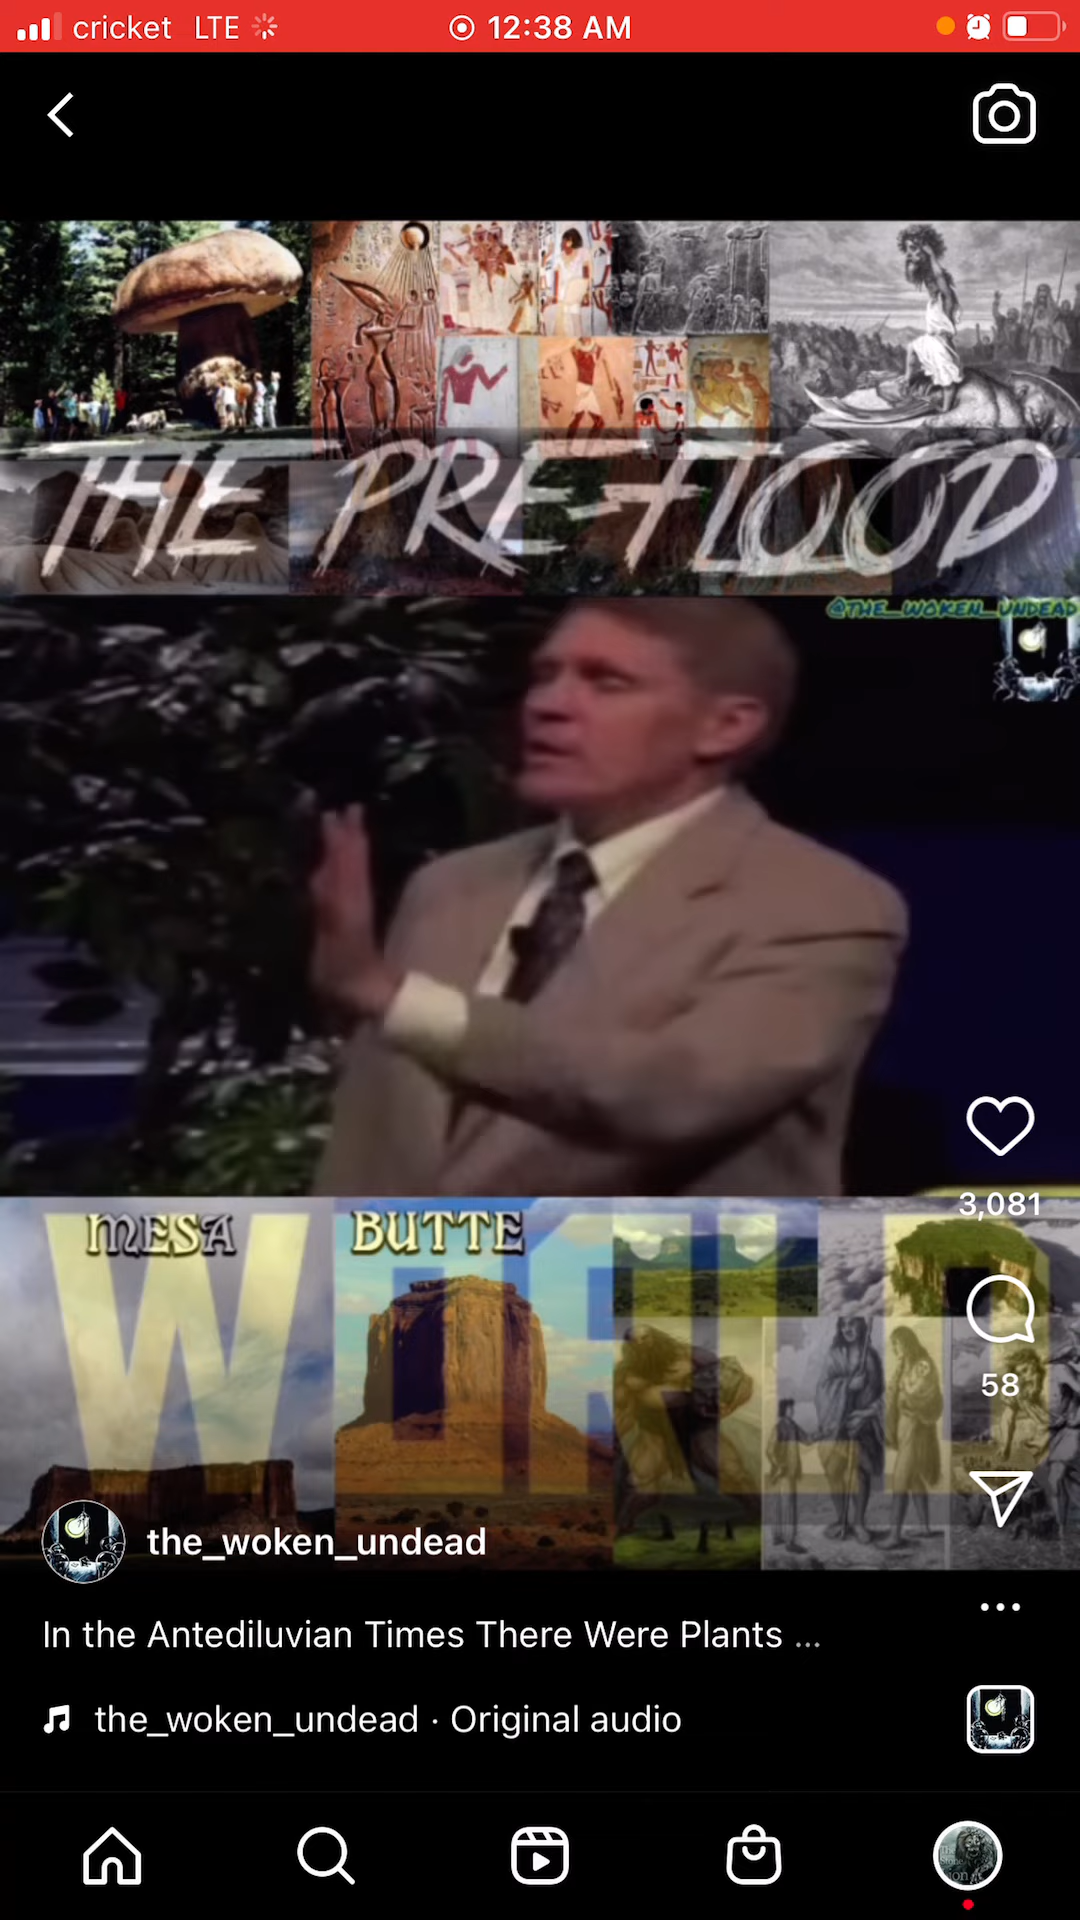 cricket LTE 12:38 AM
THE PRE-FLOOD
@THE_WOKEN_UNDEAD
WORLD
MESA BUTTE
3,081
58
the_woken_undead
In the Antediluvian Times There Were Plants ...
the_woken_undead · Original audio